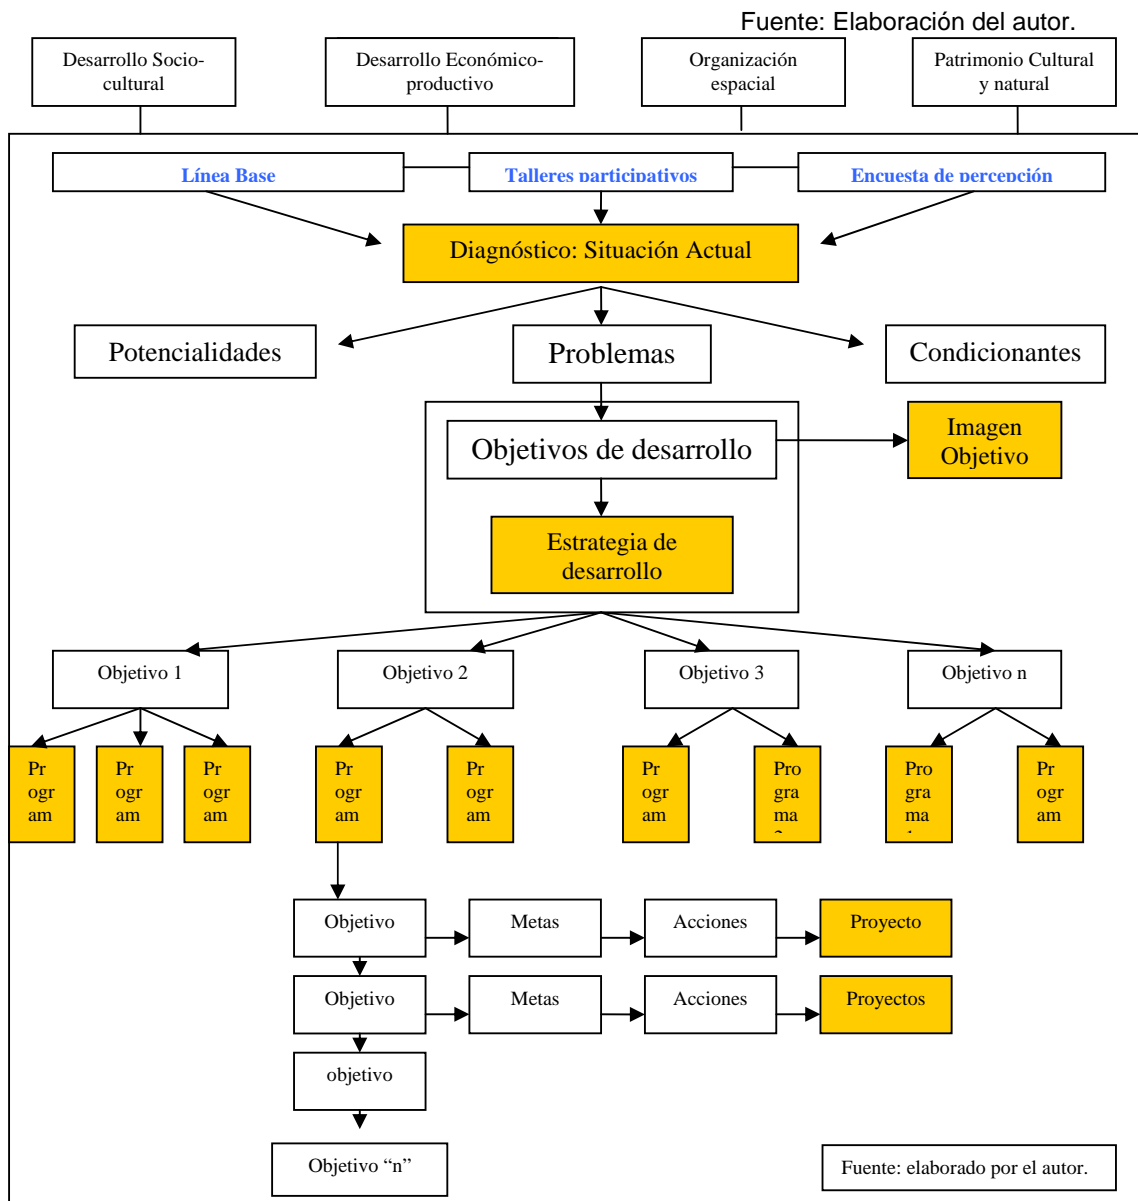 Fuente: Elaboración del autor.
Desarrollo Socio-
cultural
Desarrollo Económico-
productivo
Organización
espacial
Patrimonio Cultural
y natural
Línea Base
Talleres participativos
Encuesta de percepción
Diagnóstico: Situación Actual
Potencialidades
Problemas
Condicionantes
Objetivos de desarrollo
Imagen
Objetivo
Estrategia de
desarrollo
Objetivo 1
Objetivo 2
Objetivo 3
Objetivo n
Pr
ogr
am
Pr
ogr
am
Pr
ogr
am
Pr
ogr
am
Pr
ogr
am
Pr
ogr
am
Pro
gra
ma
Pro
gra
ma
Pr
ogr
am
Objetivo
Metas
Acciones
Proyecto
Objetivo
Metas
Acciones
Proyectos
objetivo
Objetivo “n”
Fuente: elaborado por el autor.